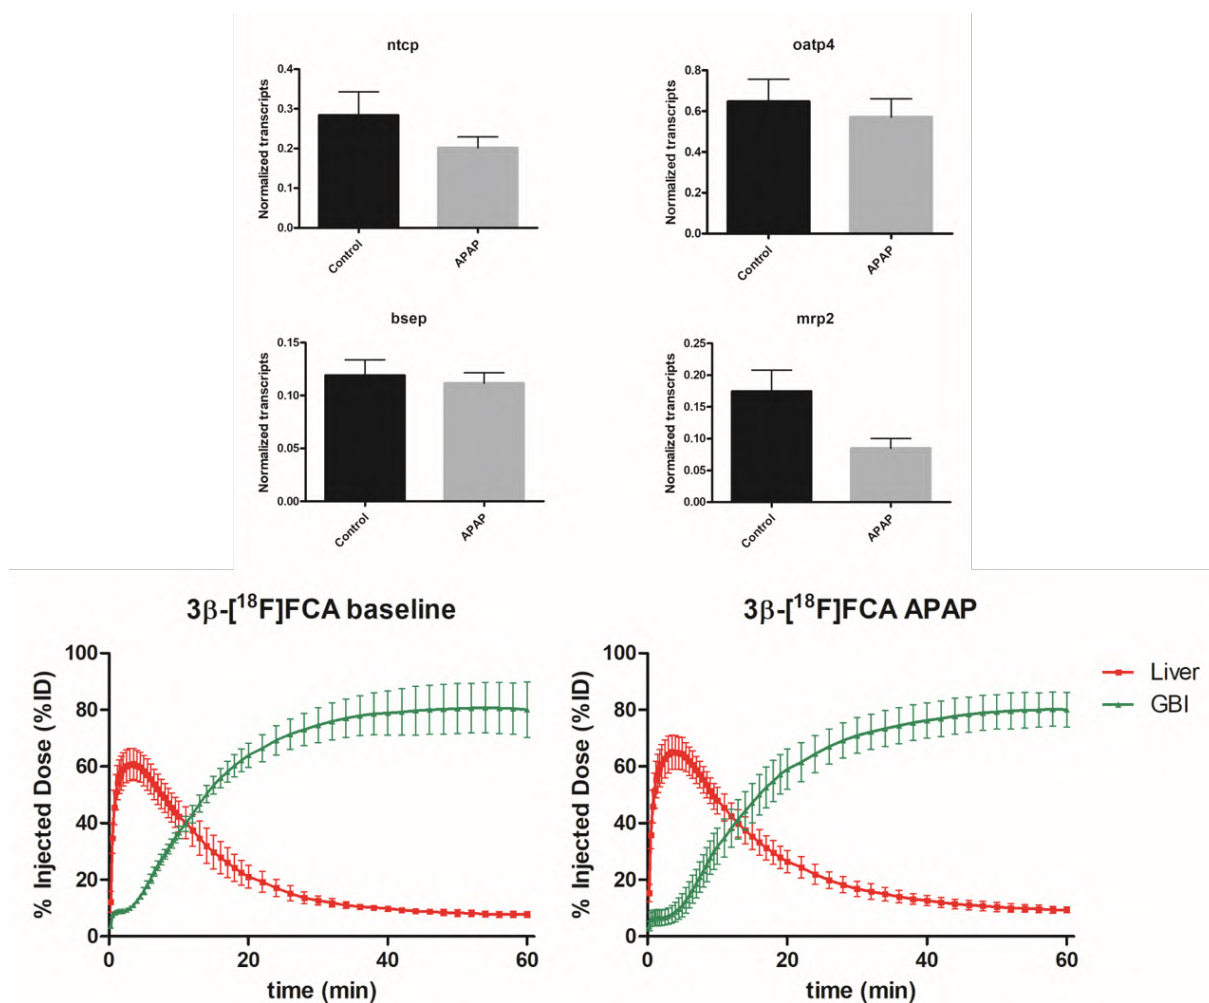 ntcp
Normalized transcripts
0.4
0.3
0.2
0.1
0.0
Control
APAP
oatp4
Normalized transcripts
0.8
0.6
0.4
0.2
0.0
Control
APAP
bsep
Normalized transcripts
0.15
0.10
0.05
0.00
Control
APAP
mrp2
Normalized transcripts
0.25
0.20
0.15
0.10
0.05
0.00
Control
APAP
3β-[¹⁸F]FCA baseline
% Injected Dose (%ID)
100
80
60
40
20
0
0 20 40 60
time (min)
3β-[¹⁸F]FCA APAP
% Injected Dose (%ID)
100
80
60
40
20
0
0 20 40 60
time (min)
Liver
GBI